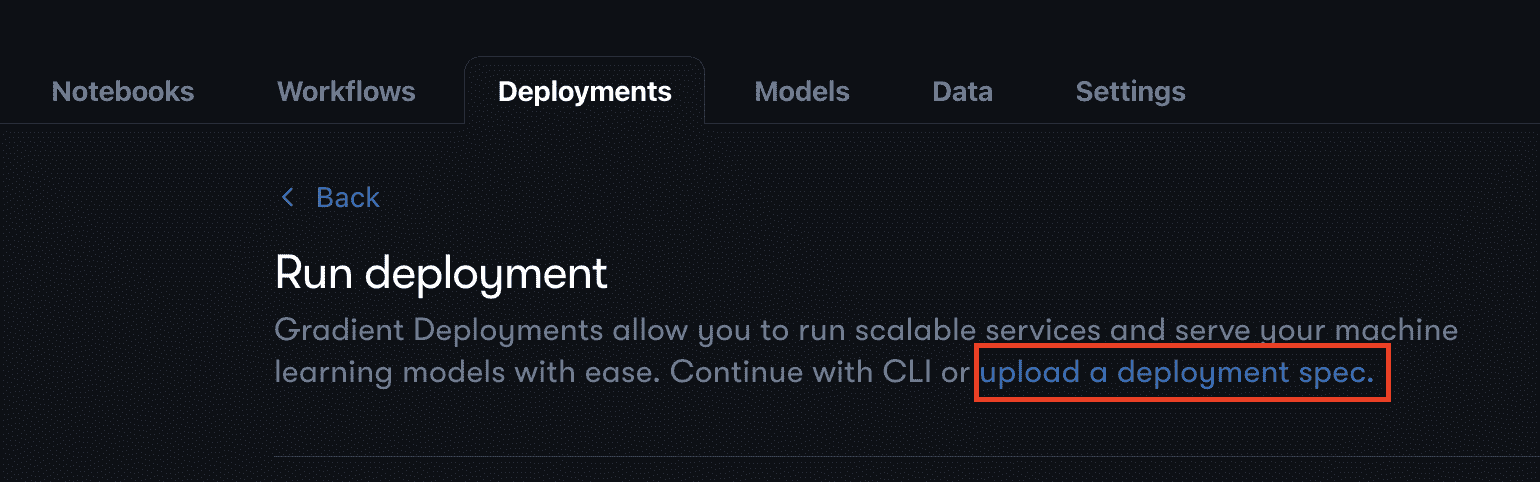 Notebooks Workflows Deployments Models Data Settings
Back
Run deployment
Gradient Deployments allow you to run scalable services and serve your machine
learning models with ease. Continue with CLI or upload a deployment spec.